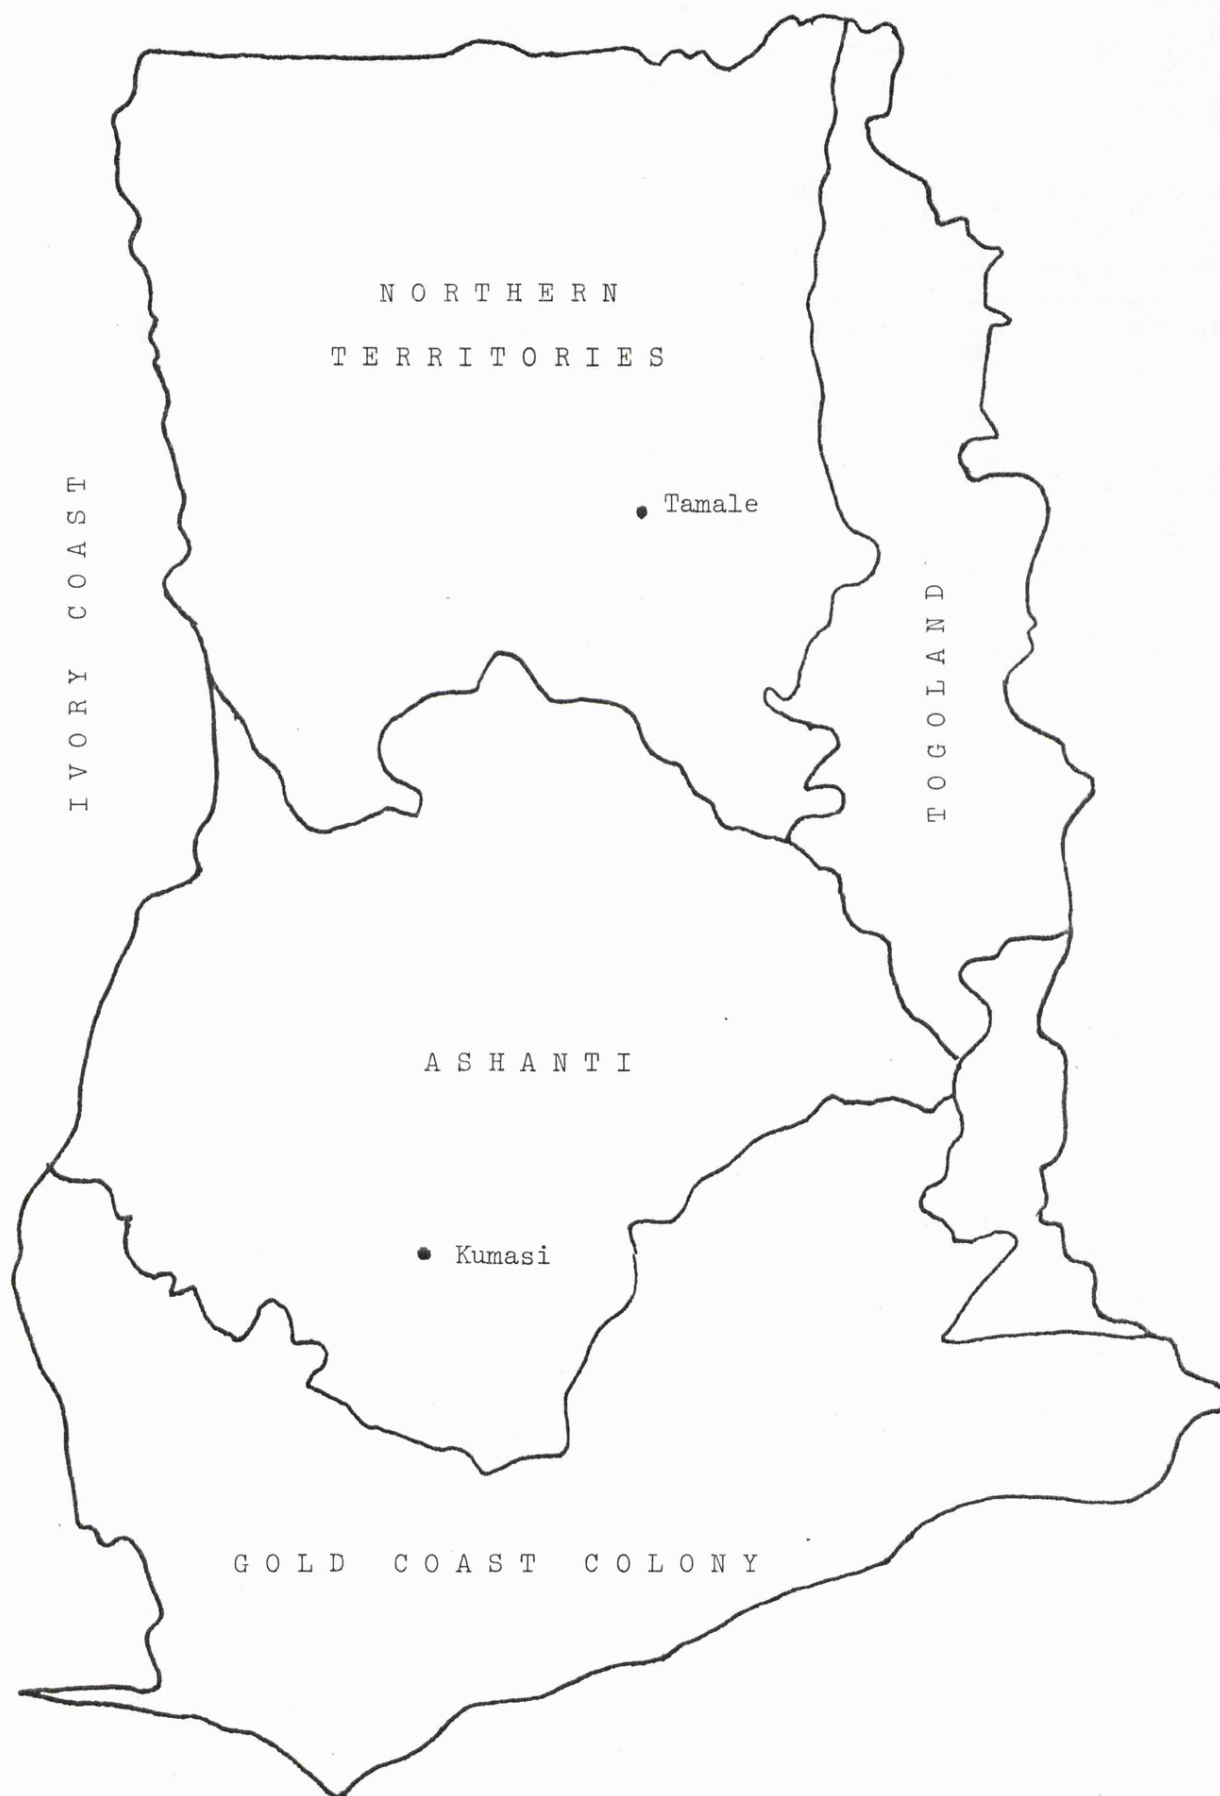 NORTHERN
TERRITORIES
Tamale
IVORY COAST
TOGOLAND
ASHANTI
Kumasi
GOLD COAST COLONY